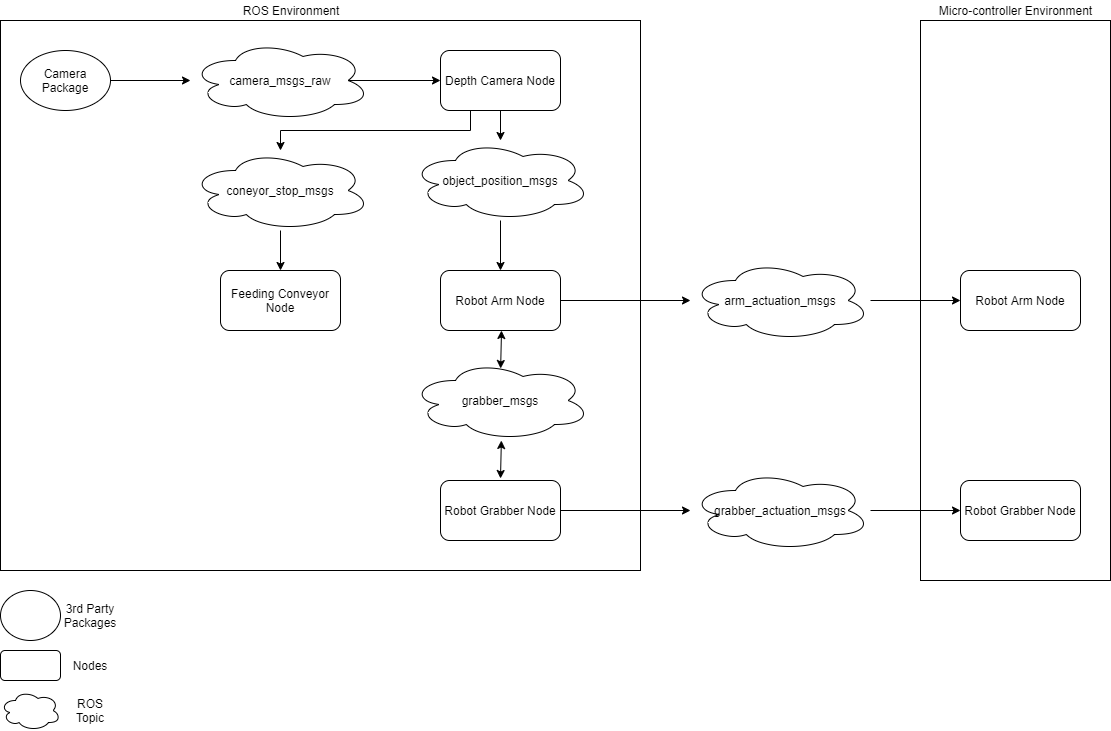 ROS Environment
Micro-controller Environment
Camera
Package
camera_msgs_raw
Depth Camera Node
coneyor_stop_msgs
object_position_msgs
Feeding Conveyor
Node
Robot Arm Node
arm_actuation_msgs
Robot Arm Node
grabber_msgs
Robot Grabber Node
grabber_actuation_msgs
Robot Grabber Node
3rd Party
Packages
Nodes
ROS
Topic